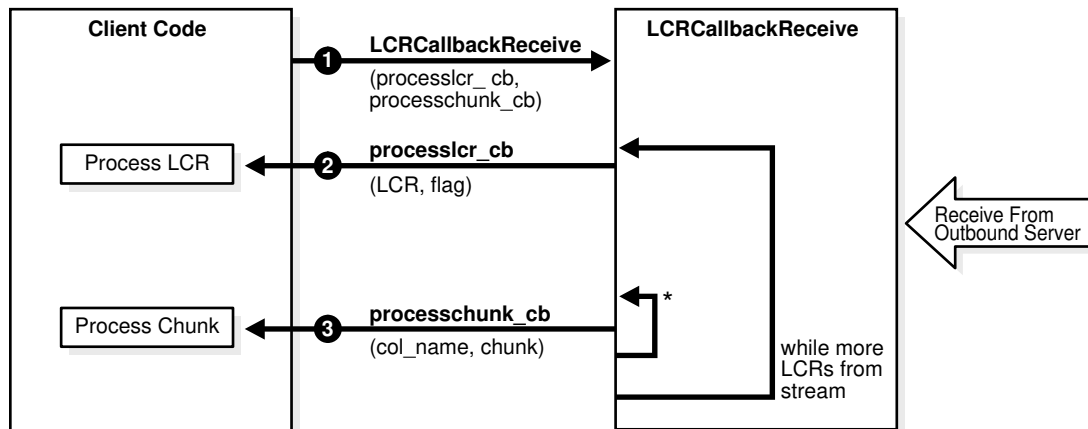 Client Code
LCRCallbackReceive
1
LCRCallbackReceive
(processlcr_ cb,
processchunk_cb)
Process LCR
2
processlcr_cb
(LCR, flag)
Receive From
Outbound Server
Process Chunk
3
processchunk_cb
(col_name, chunk)
*
while more
LCRs from
stream